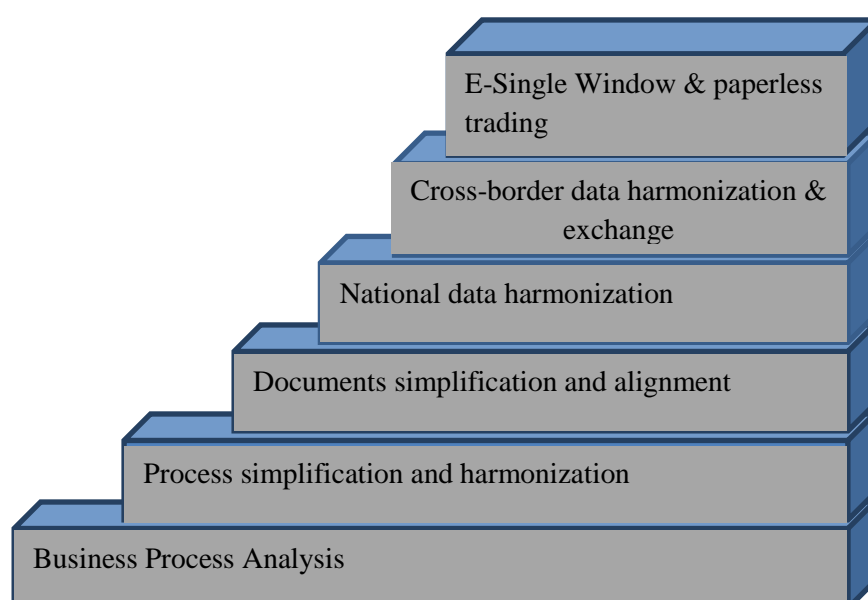 E-Single Window & paperless
trading
Cross-border data harmonization &
exchange
National data harmonization
Documents simplification and alignment
Process simplification and harmonization
Business Process Analysis